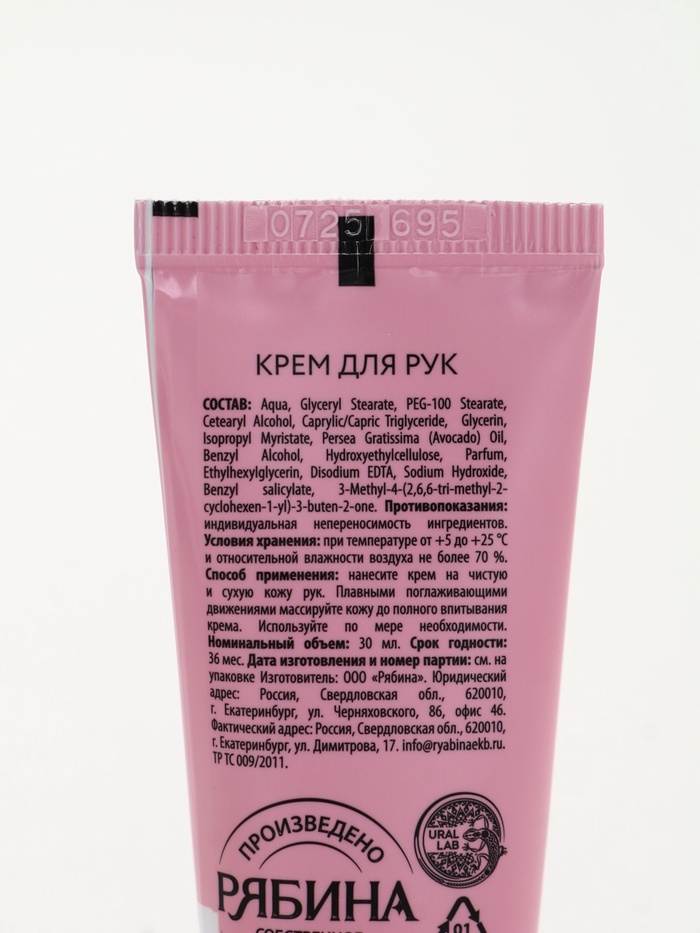 0725 695
КРЕМ ДЛЯ РУК
СОСТАВ: Aqua, Glyceryl Stearate, PEG-100 Stearate,
Cetearyl Alcohol, Caprylic/Capric Triglyceride, Glycerin,
Isopropyl Myristate, Persea Gratissima (Avocado) Oil,
Benzyl Alcohol, Hydroxyethylcellulose, Parfum,
Ethylhexylglycerin, Disodium EDTA, Sodium Hydroxide,
Benzyl salicylate, 3-Methyl-4-(2,6,6-tri-methyl-2-
cyclohexen-1-yl)-3-buten-2-one. Противопоказания:
индивидуальная непереносимость ингредиентов.
Условия хранения: при температуре от +5 до +25 °С
и относительной влажности воздуха не более 70 %.
Способ применения: нанесите крем на чистую
и сухую кожу рук. Плавными поглаживающими
движениями массируйте кожу до полного впитывания
крема. Используйте по мере необходимости.
Номинальный объем: 30 мл. Срок годности:
36 мес. Дата изготовления и номер партии: см. на
упаковке Изготовитель: ООО «Рябина». Юридический
адрес: Россия, Свердловская обл., 620010,
г. Екатеринбург, ул. Черняховского, 86, офис 46.
Фактический адрес: Россия, Свердловская обл., 620010,
г. Екатеринбург, ул. Димитрова, 17. info@ryabinaekb.ru.
ТР ТС 009/2011.
ПРОИЗВЕДЕНО
РЯБИНА
URAL
LAB
01